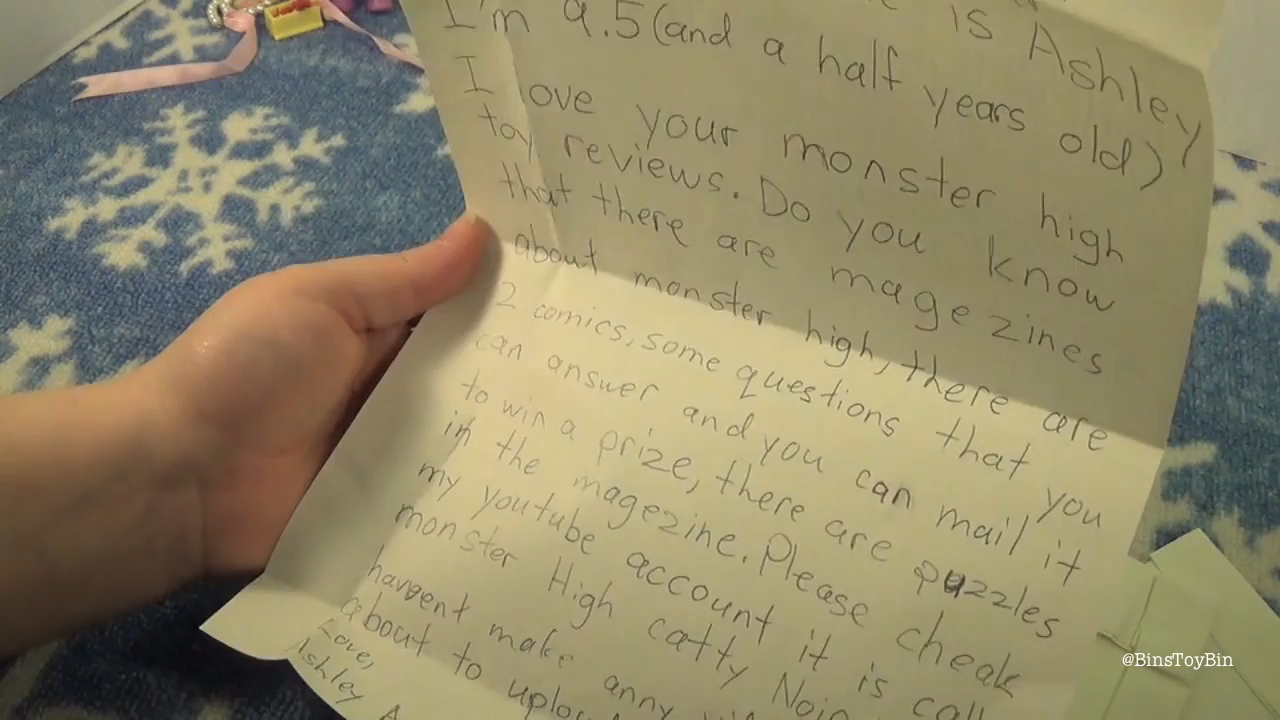 is Ashley
I'm 9.5 (and a half years old)
I love your monster high
toy reviews. Do you know
that there are magezines
about monster high, there are
2 comics, some questions that you
can answer and you can mail it
to win a prize, there are puzzles
in the magezine. Please cheak
my youtube account it is call
monster High catty Noir
havent make anny
about to uplo
Love,
Ashley A
@BinsToyBin